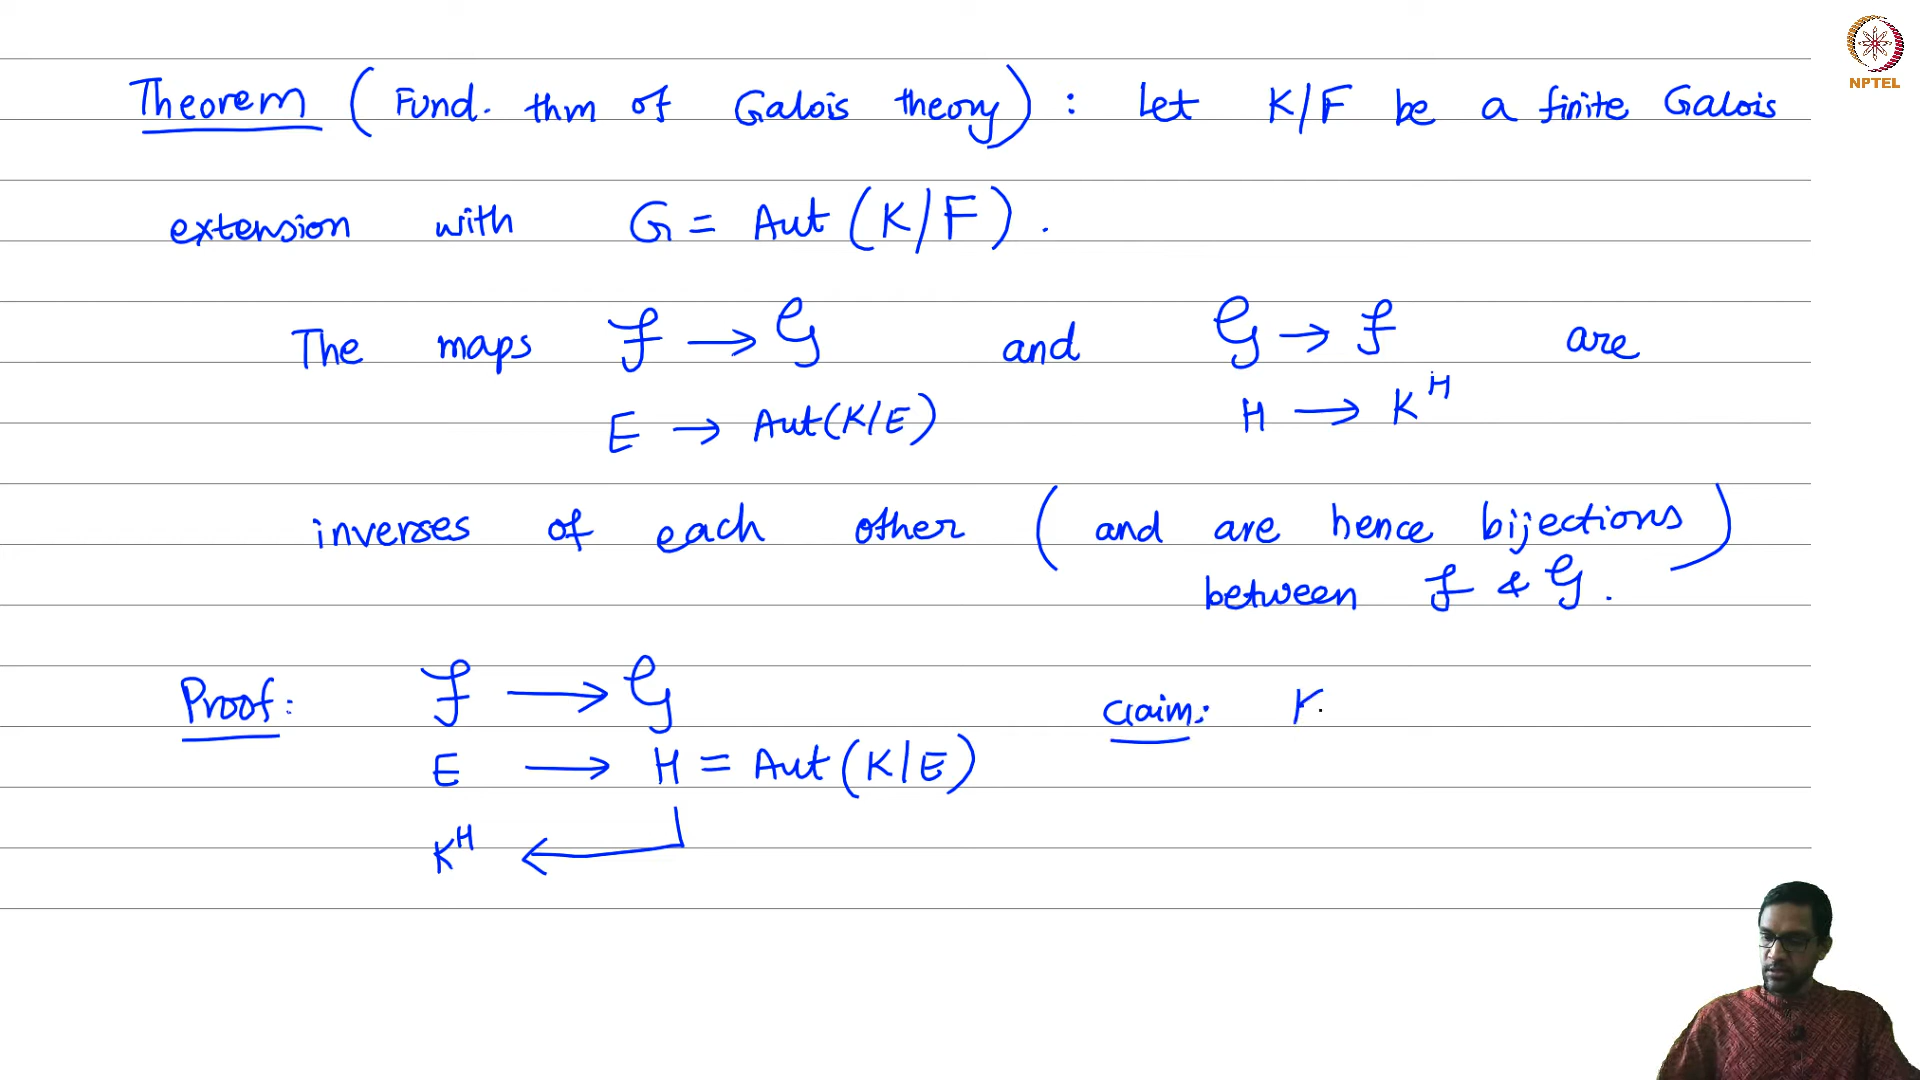 NPTEL
Theorem (Fund. thm of Galois theory): Let K/F be a finite Galois
extension with G = Aut (K/F).
The maps ℱ → 𝒢 and 𝒢 → ℱ are
E → Aut(K/E) H → K^H
inverses of each other (and are hence bijections)
between ℱ & 𝒢.
Proof: ℱ → 𝒢 Claim: K
E → H = Aut (K/E)
K^H ←